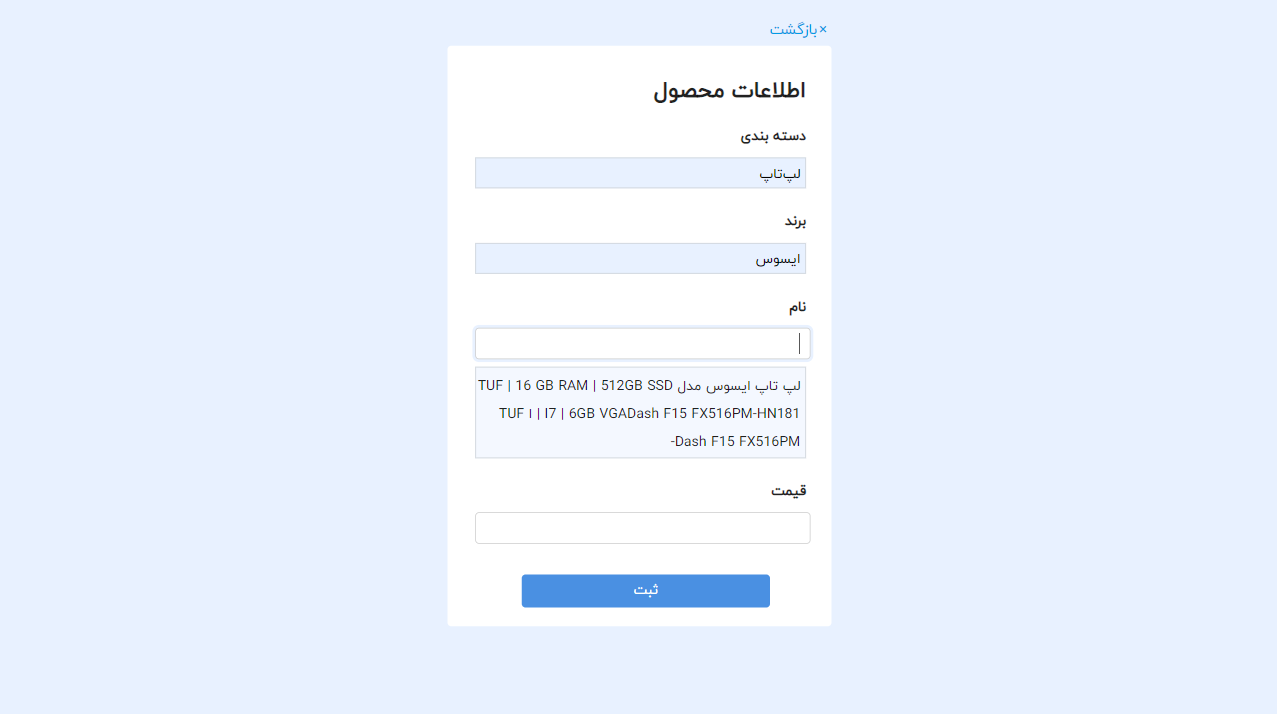 ×بازگشت
اطلاعات محصول
دسته بندی
لپ‌تاپ
برند
ایسوس
نام
لپ تاپ ایسوس مدل TUF | 16 GB RAM | 512GB SSD
TUF ا | I7 | 6GB VGADash F15 FX516PM-HN181
Dash F15 FX516PM-
قیمت
ثبت